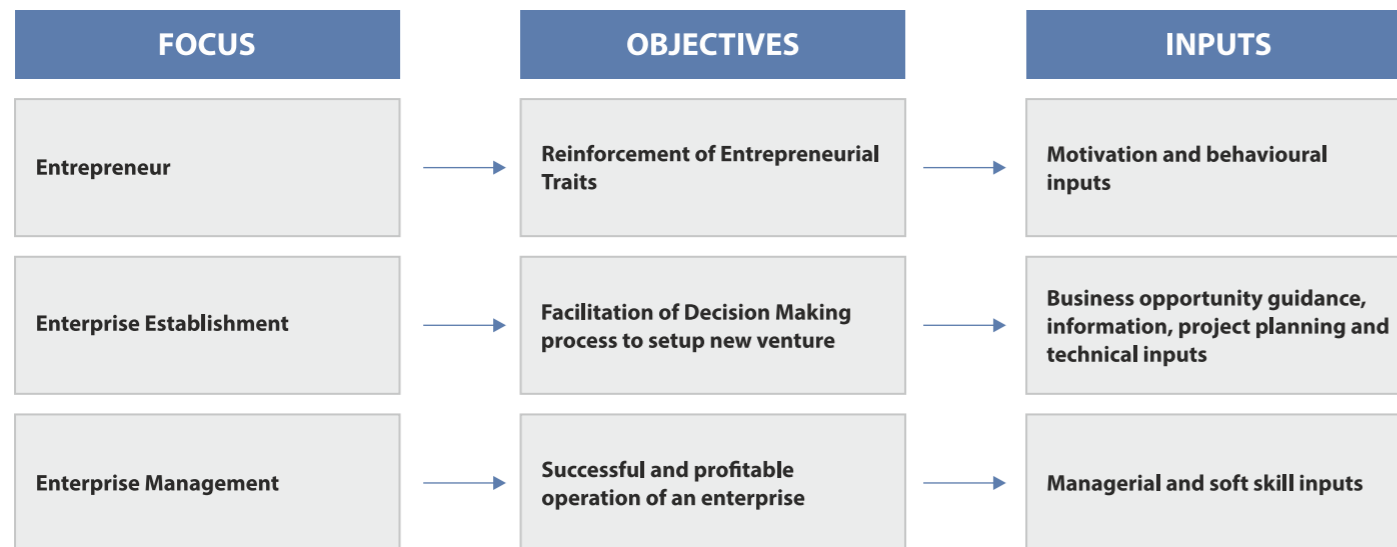 FOCUS
OBJECTIVES
INPUTS
Entrepreneur
Reinforcement of Entrepreneurial
Traits
Motivation and behavioural
inputs
Enterprise Establishment
Facilitation of Decision Making
process to setup new venture
Business opportunity guidance,
information, project planning and
technical inputs
Enterprise Management
Successful and profitable
operation of an enterprise
Managerial and soft skill inputs